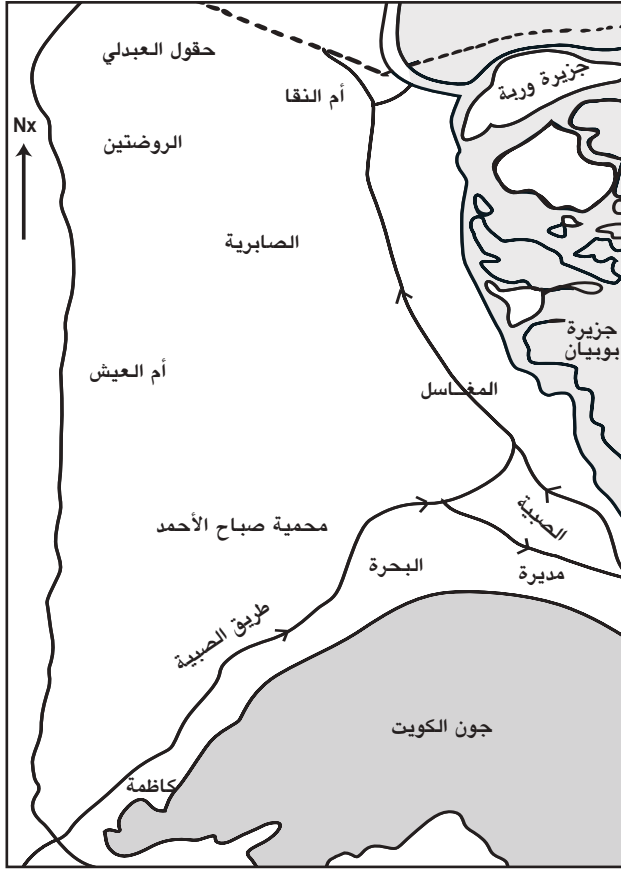 حقول العبدلي
جزيرة وربة
أم النقا
Nx
الروضتين
الصابرية
جزيرة
بوبيان
أم العيش
المغاسل
الصبية
محمية صباح الأحمد
البحرة
مديرة
طريق الصبية
جون الكويت
كاظمة